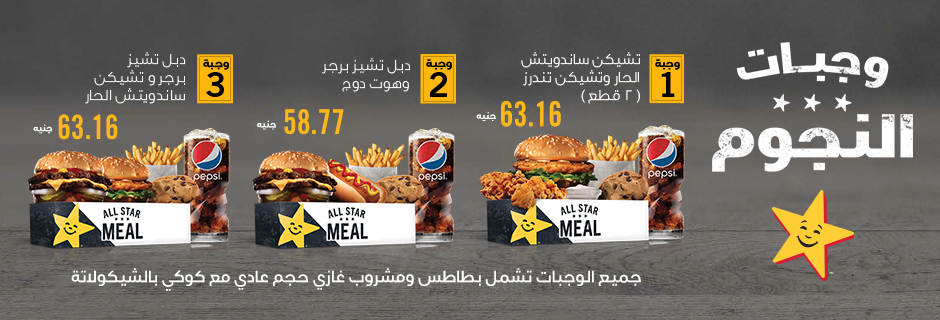 وجبات
النجوم
وجبة
1
تشيكن ساندويتش
الحار وتشيكن تندرز
( ٢ قطع )
63.16 جنيه
pepsi
ALL STAR
MEAL
وجبة
2
دبل تشيز برجر
وهوت دوج
58.77 جنيه
pepsi
ALL STAR
MEAL
وجبة
3
دبل تشيز
برجر و تشيكن
ساندويتش الحار
63.16 جنيه
pepsi
ALL STAR
MEAL
جميع الوجبات تشمل بطاطس ومشروب غازي حجم عادي مع كوكي بالشيكولاتة